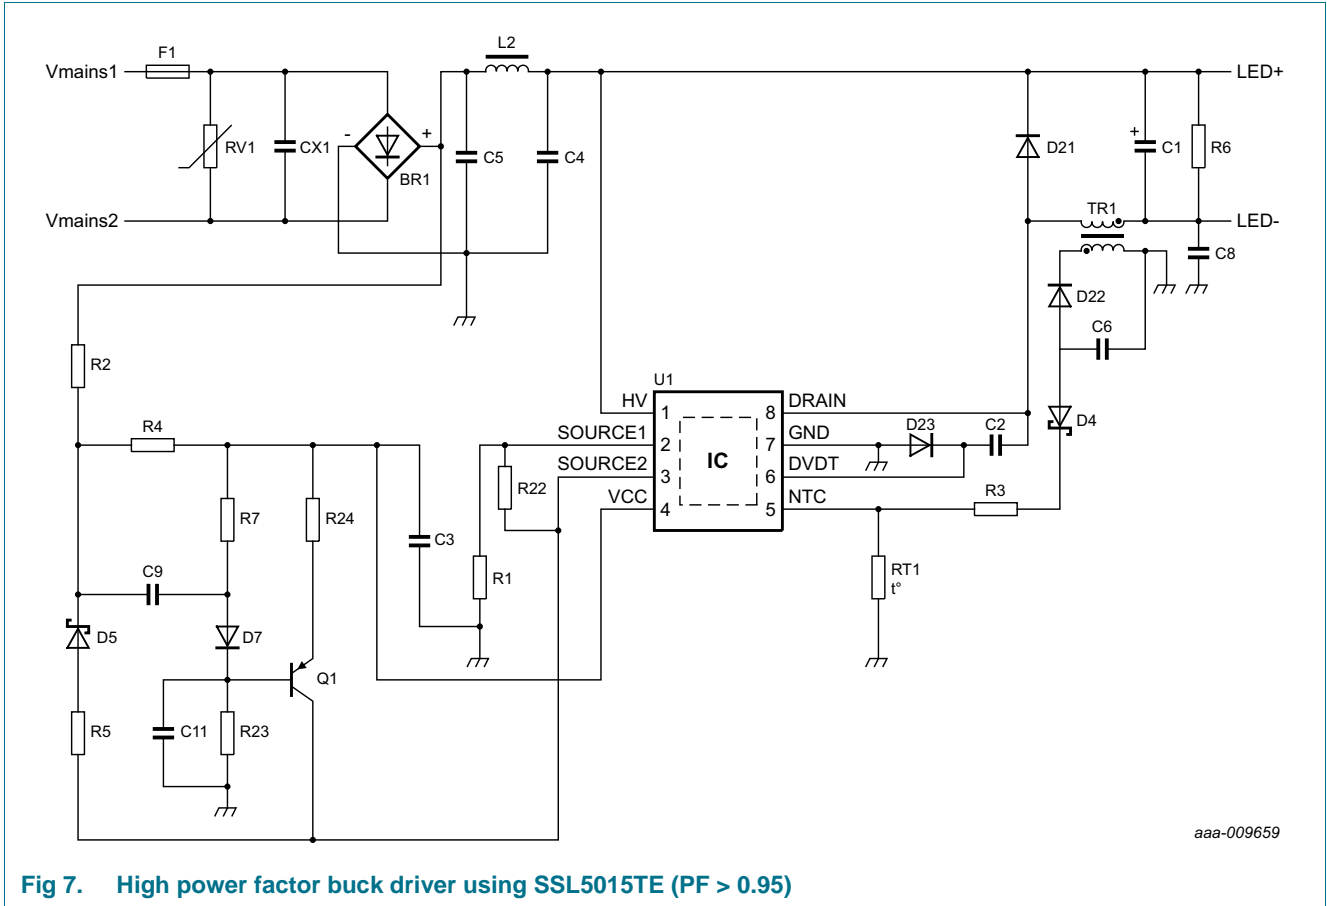 L2
F1
Vmains1
LED+
+
RV1
CX1
-
+
BR1
C5
C4
D21
C1
R6
Vmains2
TR1
LED-
C8
D22
C6
R2
U1
HV
1
8
DRAIN
D4
R4
SOURCE1
2
IC
7
GND
D23
C2
SOURCE2
3
6
DVDT
R22
VCC
4
5
NTC
R3
R7
R24
C3
C9
R1
RT1
t°
D5
D7
Q1
R5
C11
R23
aaa-009659
Fig 7. High power factor buck driver using SSL5015TE (PF > 0.95)